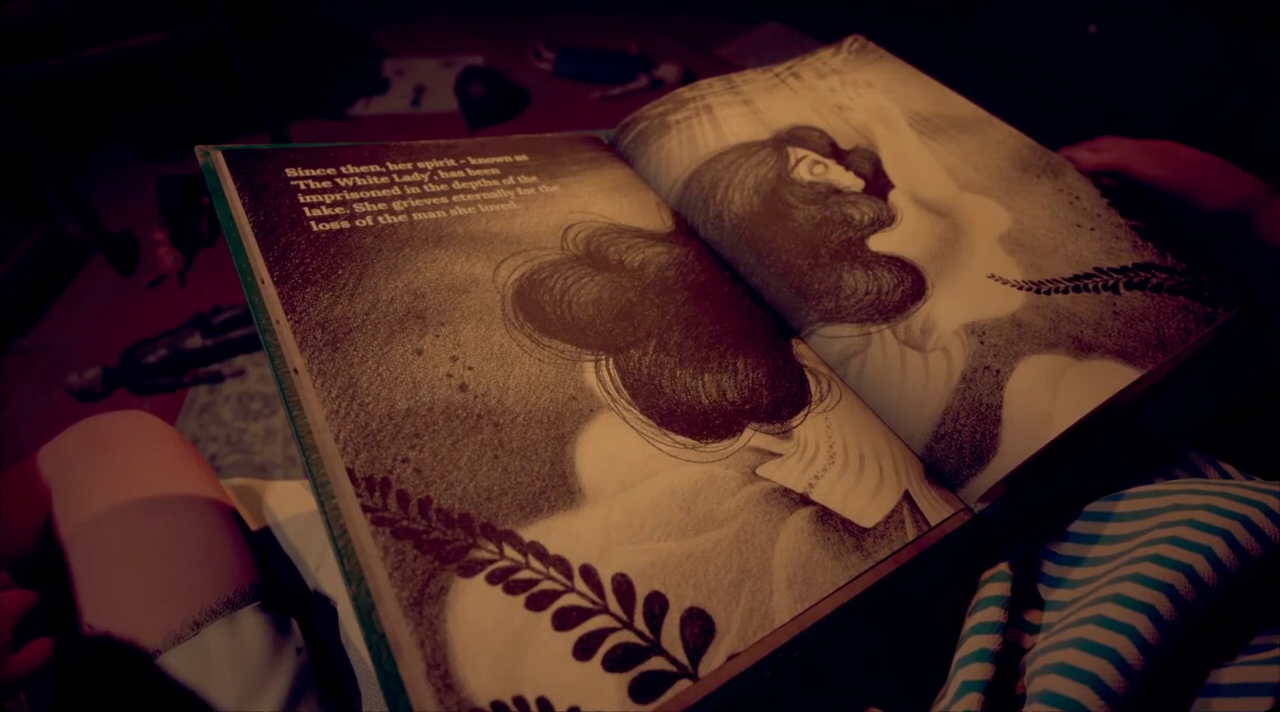 Since then, her spirit - known as
'The White Lady', has been
imprisoned in the depths of the
lake. She grieves eternally for the
loss of the man she loved.